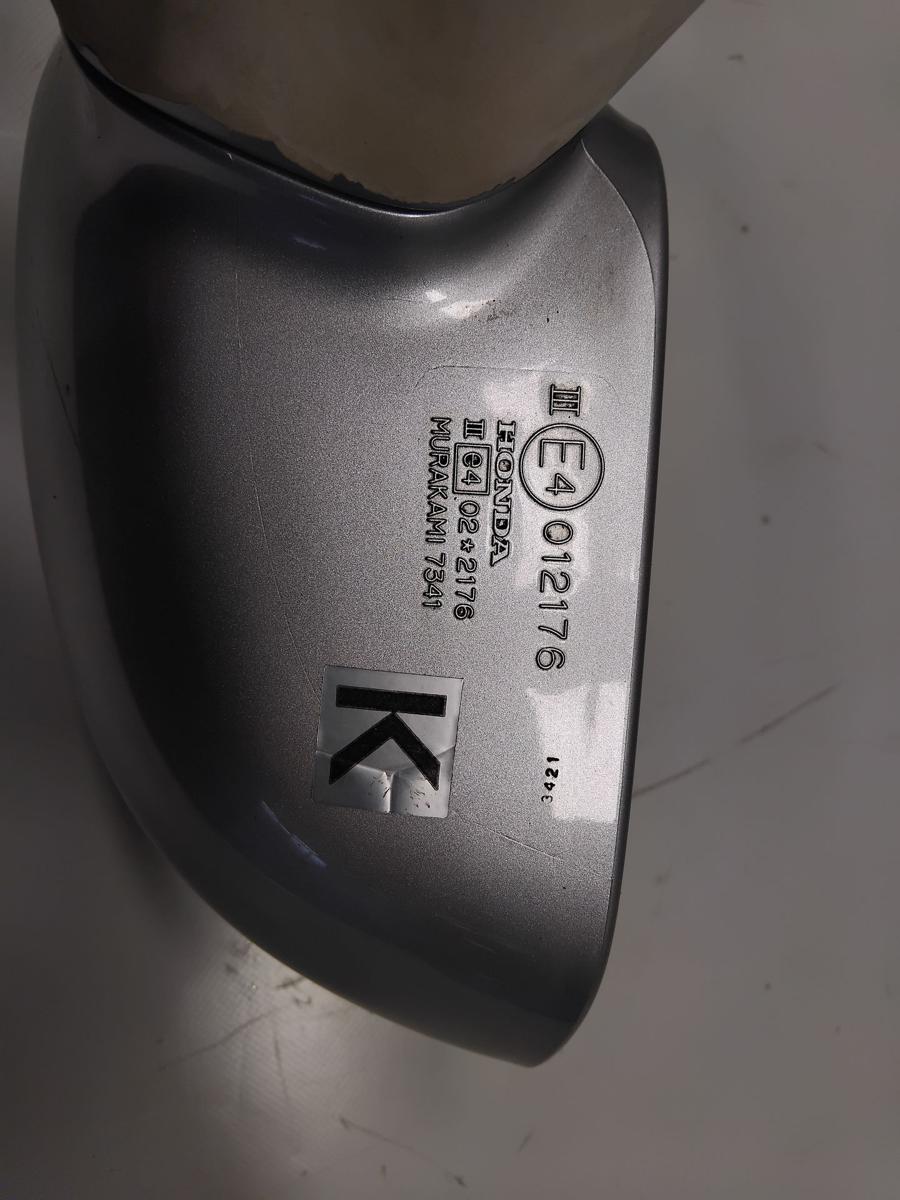 III E4 012176
HONDA
III e4 02*2176
MURAKAMI 7341
K
3421